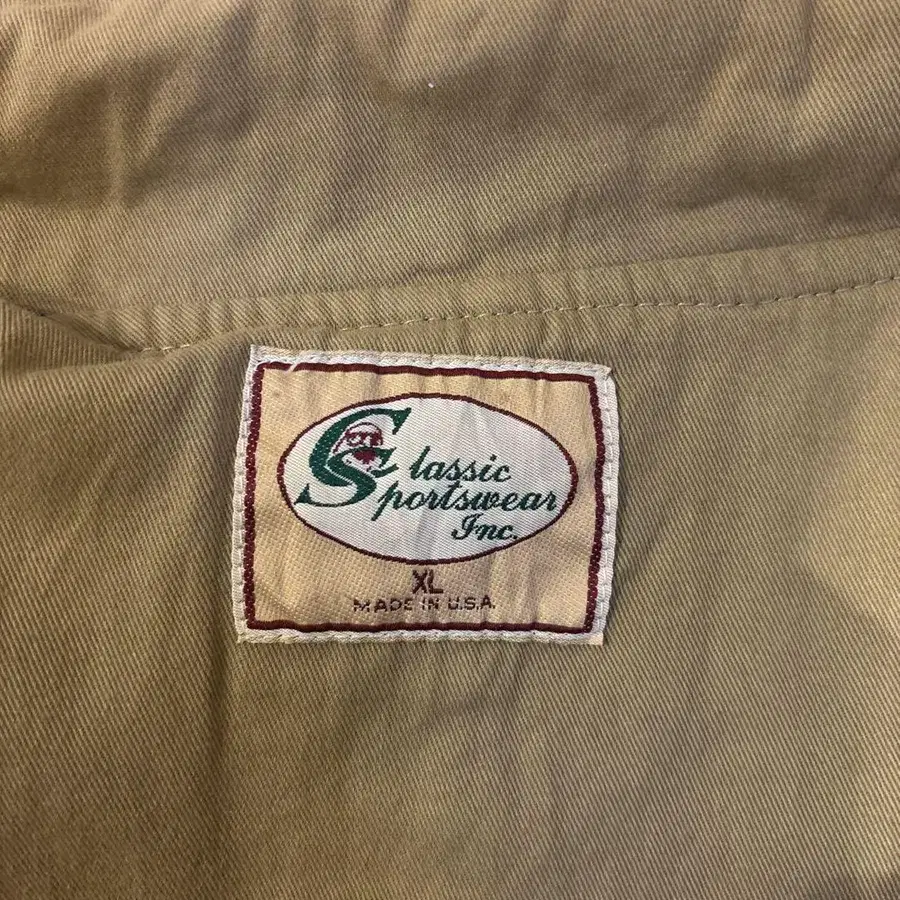 Classic
Sportswear
Inc.
XL
MADE IN U.S.A.